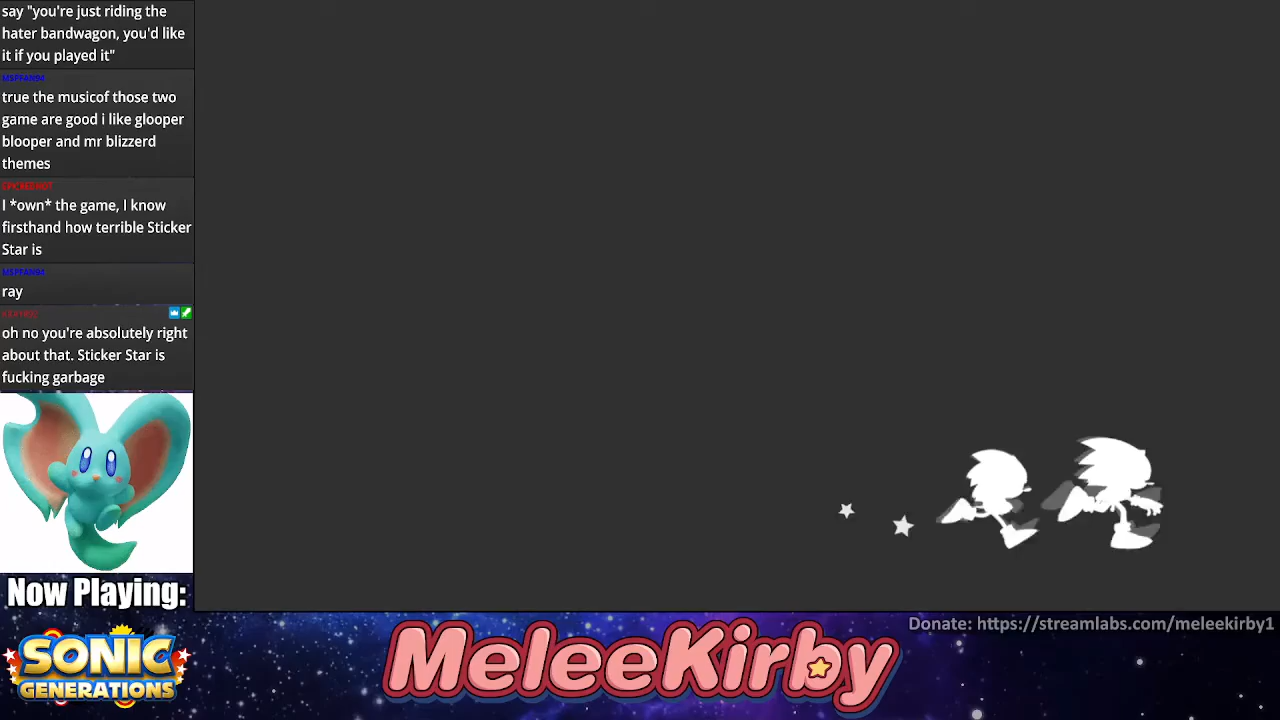 say "you're just riding the
hater bandwagon, you'd like
it if you played it"
MSPFAN94
true the musicof those two
game are good i like glooper
blooper and mr blizzerd
themes
I *own* the game, I know
firsthand how terrible Sticker
Star is
MSPFAN94
ray
oh no you're absolutely right
about that. Sticker Star is
fucking garbage
Now Playing:
SONIC
GENERATIONS
MeleeKirby
Donate: https://streamlabs.com/meleekirby1